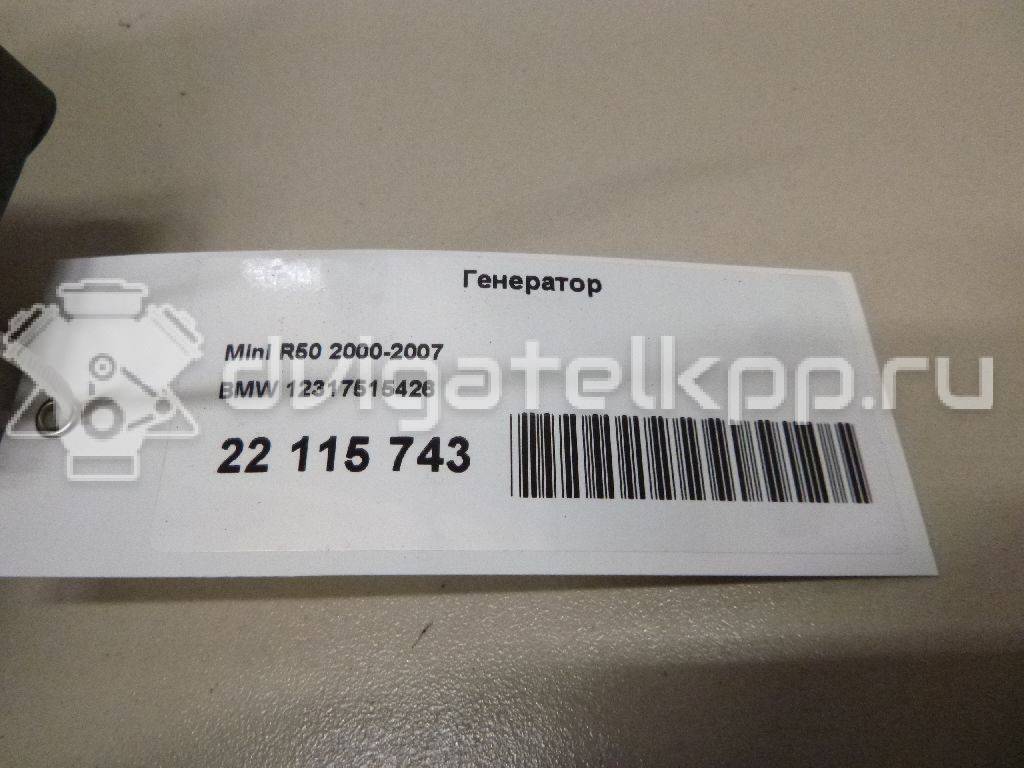 Генератор
Mini R50 2000-2007
BMW 12317515426
22 115 743
dvigatelkpp.ru